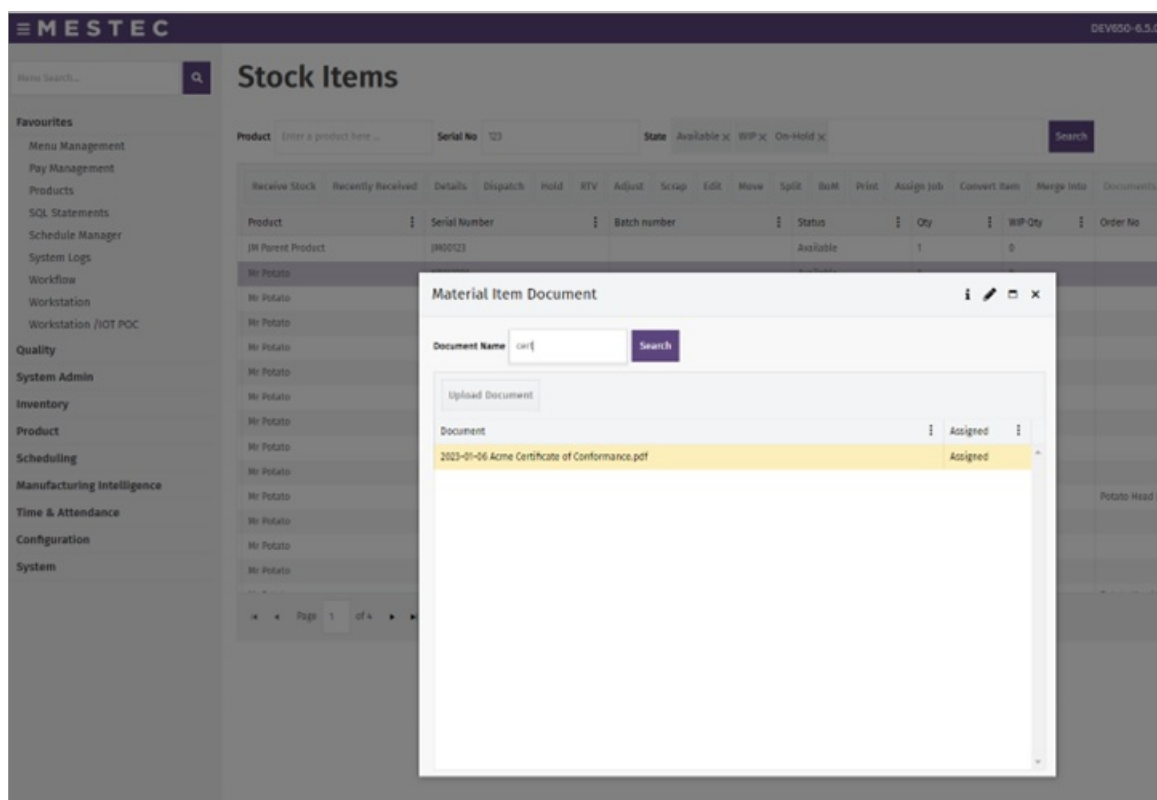 ≡ MESTEC DEV650-6.5.0
Menu Search...
Stock Items
Favourites
Menu Management
Pay Management
Products
SQL Statements
Schedule Manager
System Logs
Workflow
Workstation
Workstation /IOT POC
Quality
System Admin
Inventory
Product
Scheduling
Manufacturing Intelligence
Time & Attendance
Configuration
System
Product Enter a product here ... Serial No 123 State Available × WIP × On-Hold × Search
Receive Stock Recently Received Details Dispatch Hold RTV Adjust Scrap Edit Move Split BoM Print Assign Job Convert Item Merge Into Documents
Product Serial Number Batch number Status Qty WIP Qty Order No
JM Parent Product JM00123 Available 1 0
Mr Potato
Mr Potato
Mr Potato
Mr Potato
Mr Potato
Mr Potato
Mr Potato
Mr Potato
Mr Potato
Mr Potato Potato Head
Mr Potato
Mr Potato
Mr Potato
Page 1 of 4
Material Item Document
Document Name cert Search
Upload Document
Document Assigned
2023-01-06 Acme Certificate of Conformance.pdf Assigned